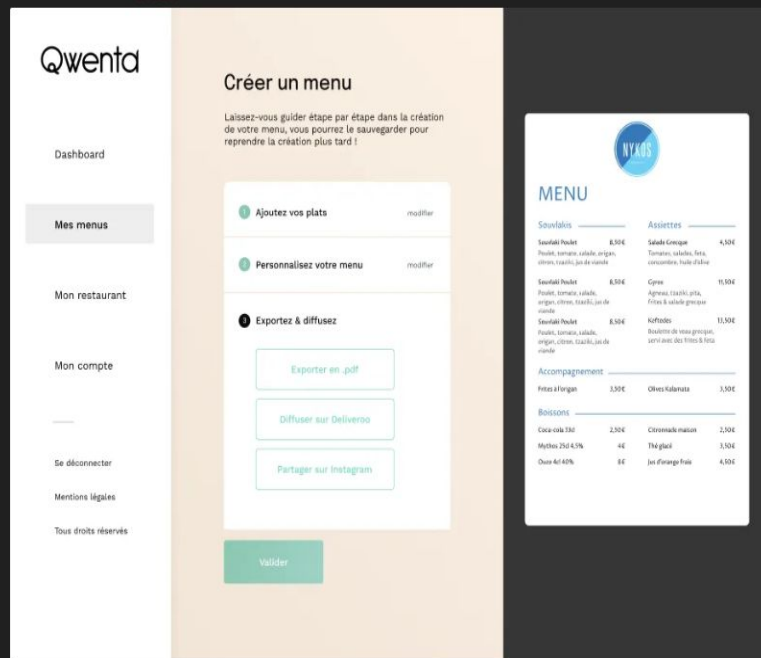 Qwenta
Dashboard
Mes menus
Mon restaurant
Mon compte
Se déconnecter
Mentions légales
Tous droits réservés
Créer un menu
Laissez-vous guider étape par étape dans la création
de votre menu, vous pourrez le sauvegarder pour
reprendre la création plus tard !
1 Ajoutez vos plats modifier
2 Personnalisez votre menu modifier
3 Exportez & diffusez
Exporter en .pdf
Diffuser sur Deliveroo
Partager sur Instagram
Valider
NYKOS
MENU
Souvlakis
Souvlaki Poulet 8,50€
Poulet, tomate, salade, origan,
citron, tzaziki, jus de viande
Souvlaki Poulet 8,50€
Poulet, tomate, salade,
origan, citron, tzaziki, jus de
viande
Souvlaki Poulet 8,50€
Poulet, tomate, salade,
origan, citron, tzaziki, jus de
viande
Assiettes
Salade Grecque 4,50€
Tomates, salades, feta,
concombre, huile d'olive
Gyros 11,50€
Agneau, tzaziki, pita,
frites & salade grecque
Keftedes 13,50€
Boulette de veau grecque,
servi avec des frites & feta
Accompagnement
Frites à l'origan 3,50€ Olives Kalamata 3,50€
Boissons
Coca-cola 33cl 2,50€ Citronnade maison 2,50€
Mythos 25cl 4,5% 4€ Thé glacé 3,50€
Ouzo 4cl 40% 6€ Jus d'orange frais 4,50€